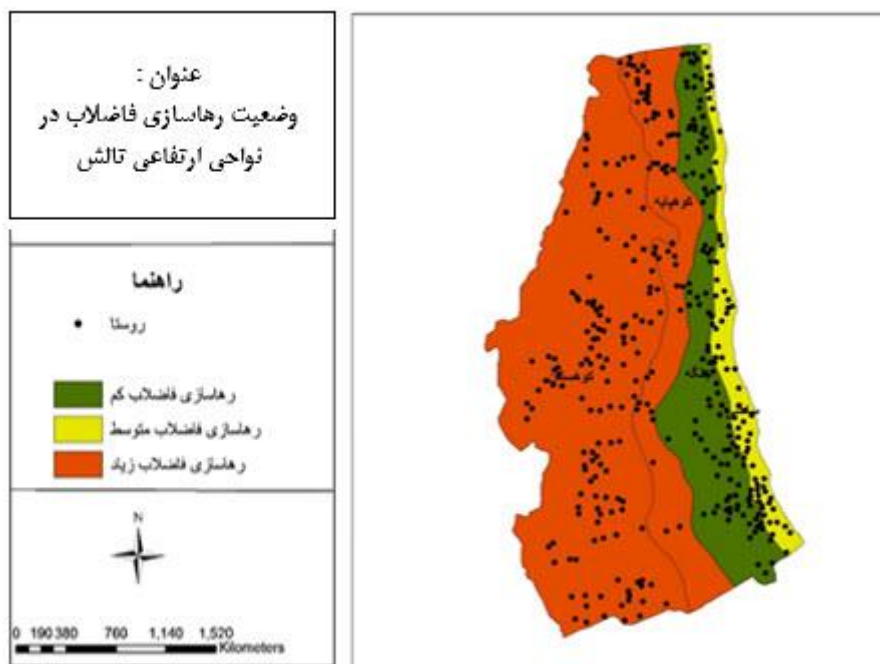 عنوان :
وضعیت رهاسازی فاضلاب در
نواحی ارتفاعی تالش
راهنما
روستا
رهاسازی فاضلاب کم
رهاسازی فاضلاب متوسط
رهاسازی فاضلاب زیاد
N
0 190 380 760 1,140 1,520
Kilometers
کوهپایه